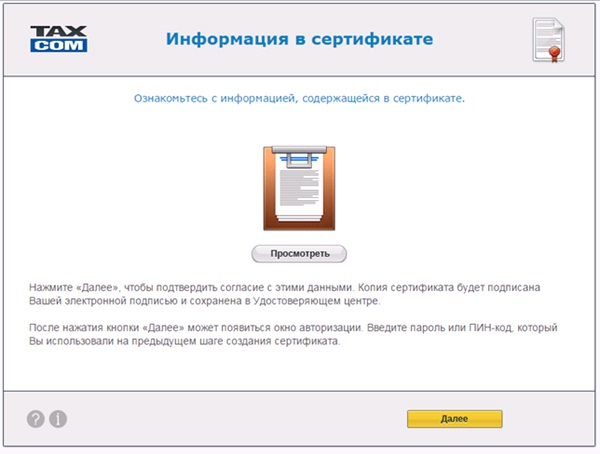 TAX
COM
Информация в сертификате
Ознакомьтесь с информацией, содержащейся в сертификате.
Просмотреть
Нажмите «Далее», чтобы подтвердить согласие с этими данными. Копия сертификата будет подписана
Вашей электронной подписью и сохранена в Удостоверяющем центре.
После нажатия кнопки «Далее» может появиться окно авторизации. Введите пароль или ПИН-код, который
Вы использовали на предыдущем шаге создания сертификата.
? i
Далее